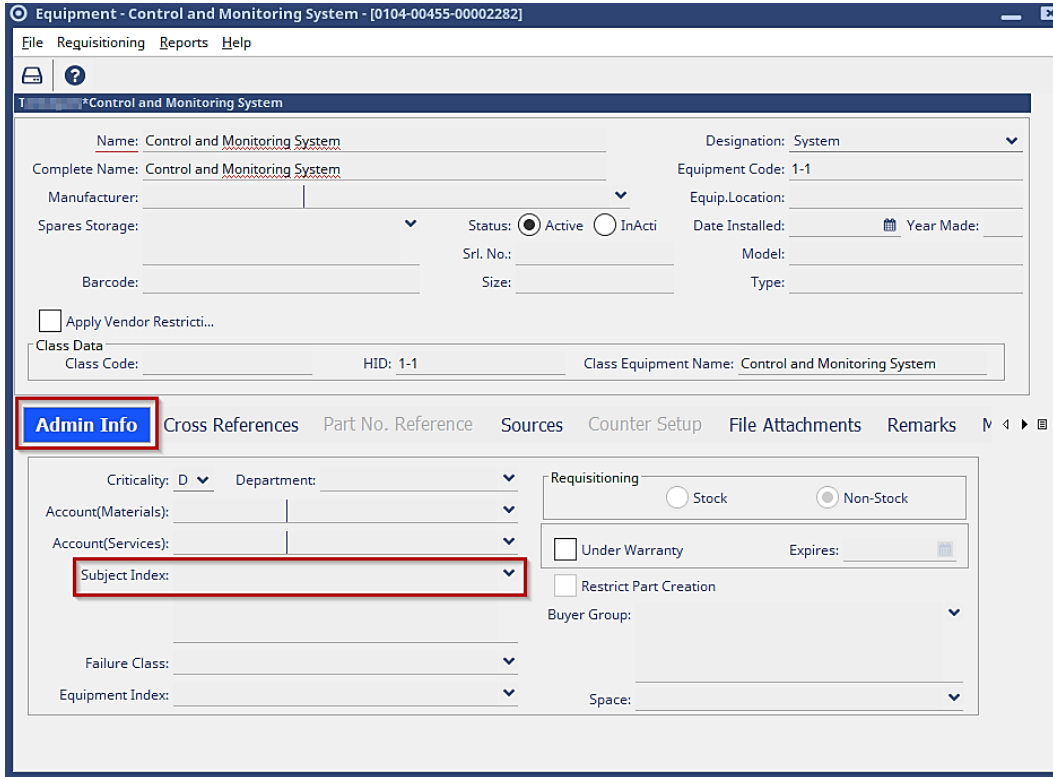 Equipment - Control and Monitoring System - [0104-00455-00002282]
File Requisitioning Reports Help
*Control and Monitoring System
Name: Control and Monitoring System Designation: System
Complete Name: Control and Monitoring System Equipment Code: 1-1
Manufacturer: Equip.Location:
Spares Storage: Status: Active InActi Date Installed: Year Made:
Srl. No.: Model:
Barcode: Size: Type:
Apply Vendor Restricti...
Class Data
Class Code: HID: 1-1 Class Equipment Name: Control and Monitoring System
Admin Info Cross References Part No. Reference Sources Counter Setup File Attachments Remarks
Criticality: D Department: Requisitioning
Stock Non-Stock
Account(Materials):
Account(Services): Under Warranty Expires:
Subject Index: Restrict Part Creation
Buyer Group:
Failure Class:
Equipment Index: Space: